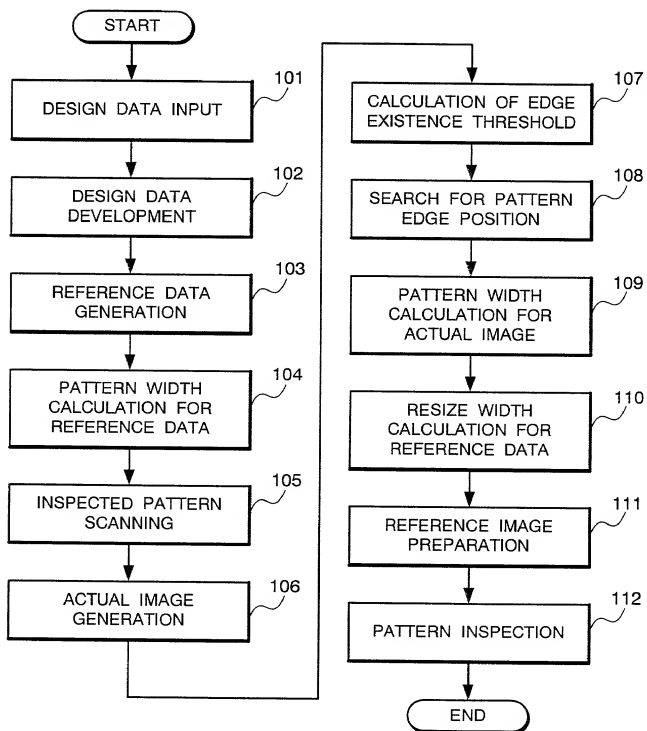 START
DESIGN DATA INPUT
101
DESIGN DATA
DEVELOPMENT
102
REFERENCE DATA
GENERATION
103
PATTERN WIDTH
CALCULATION FOR
REFERENCE DATA
104
INSPECTED PATTERN
SCANNING
105
ACTUAL IMAGE
GENERATION
106
CALCULATION OF EDGE
EXISTENCE THRESHOLD
107
SEARCH FOR PATTERN
EDGE POSITION
108
PATTERN WIDTH
CALCULATION FOR
ACTUAL IMAGE
109
RESIZE WIDTH
CALCULATION FOR
REFERENCE DATA
110
REFERENCE IMAGE
PREPARATION
111
PATTERN INSPECTION
112
END